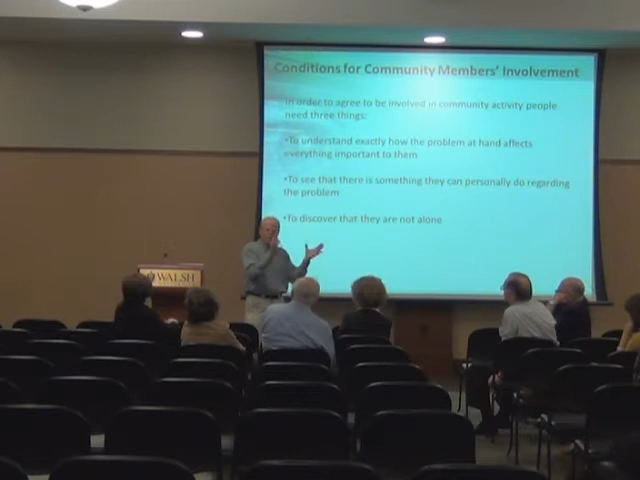 Conditions for Community Members' Involvement
In order to agree to be involved in community activity people
need three things:
•To understand exactly how the problem at hand affects
everything important to them
•To see that there is something they can personally do regarding
the problem
•To discover that they are not alone
WALSH